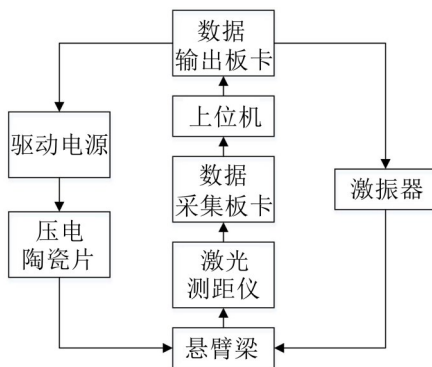 数据
输出板卡
上位机
驱动电源
数据
采集板卡
激振器
压电
陶瓷片
激光
测距仪
悬臂梁